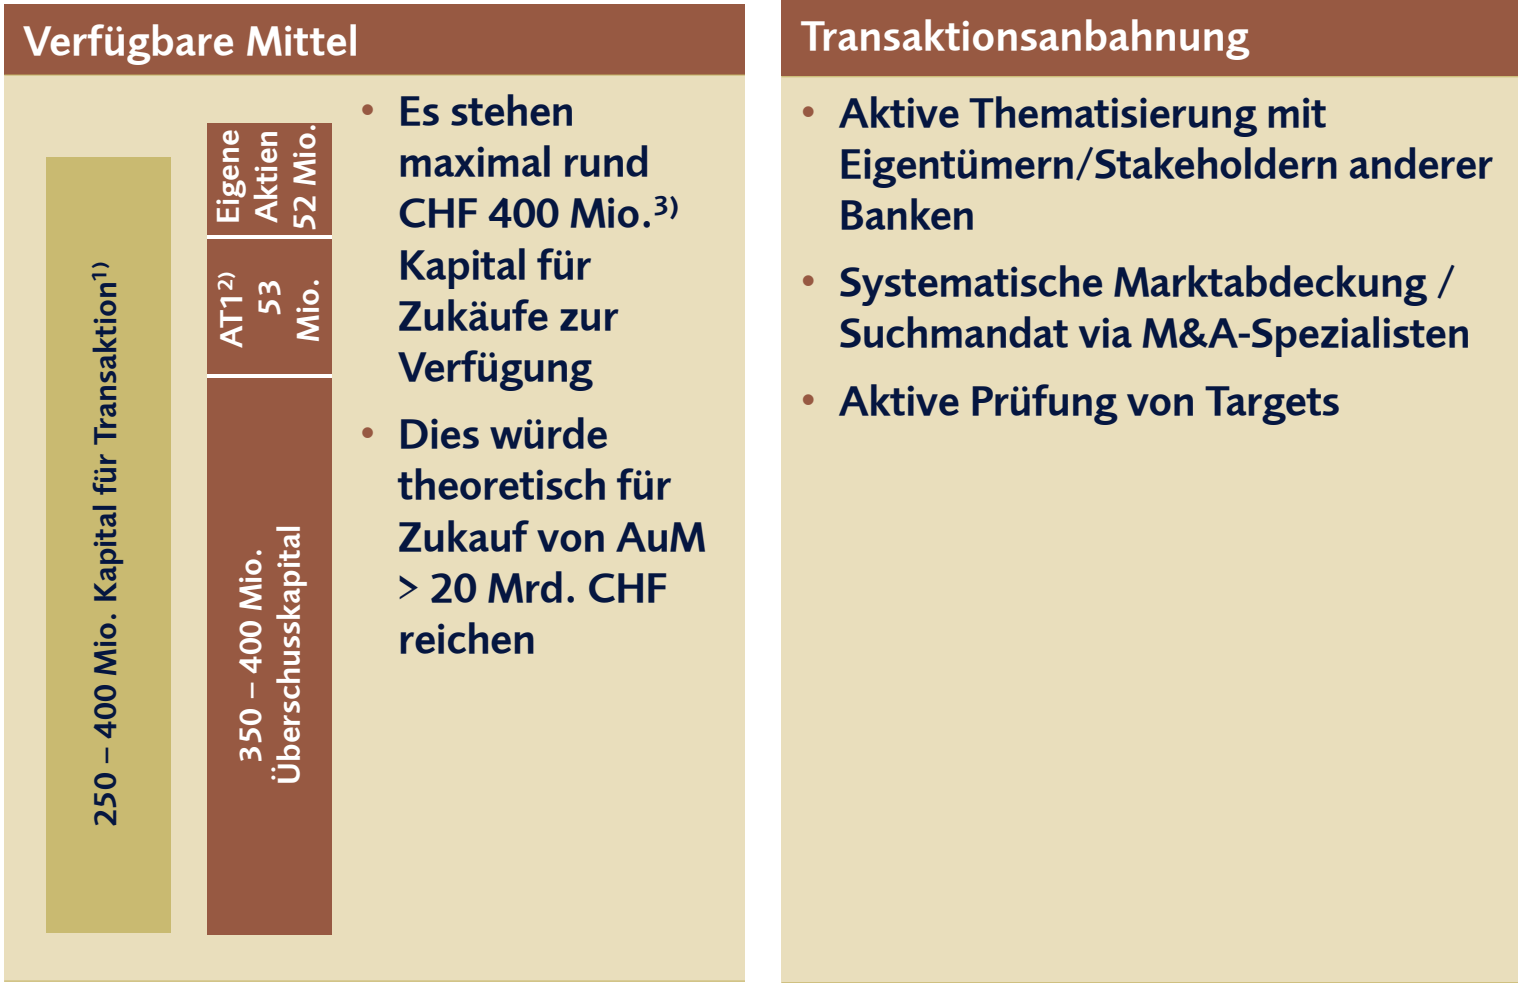 Verfügbare Mittel
250 – 400 Mio. Kapital für Transaktion¹⁾
Eigene
Aktien
52 Mio.
AT1²⁾
53
Mio.
350 – 400 Mio.
Überschusskapital
• Es stehen
maximal rund
CHF 400 Mio.³⁾
Kapital für
Zukäufe zur
Verfügung
• Dies würde
theoretisch für
Zukauf von AuM
> 20 Mrd. CHF
reichen
Transaktionsanbahnung
• Aktive Thematisierung mit
Eigentümern/Stakeholdern anderer
Banken
• Systematische Marktabdeckung /
Suchmandat via M&A-Spezialisten
• Aktive Prüfung von Targets